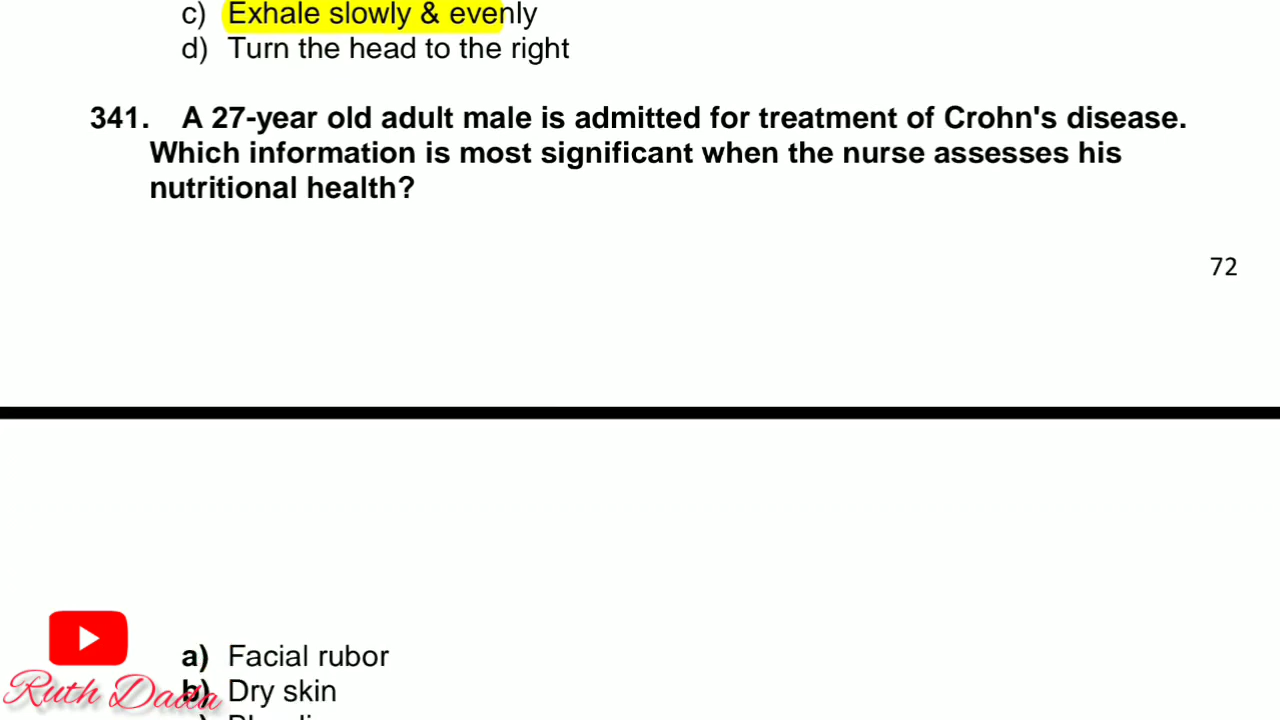 c) Exhale slowly & evenly
d) Turn the head to the right
341. A 27-year old adult male is admitted for treatment of Crohn's disease.
Which information is most significant when the nurse assesses his
nutritional health?
72
a) Facial rubor
b) Dry skin
Ruth Dada